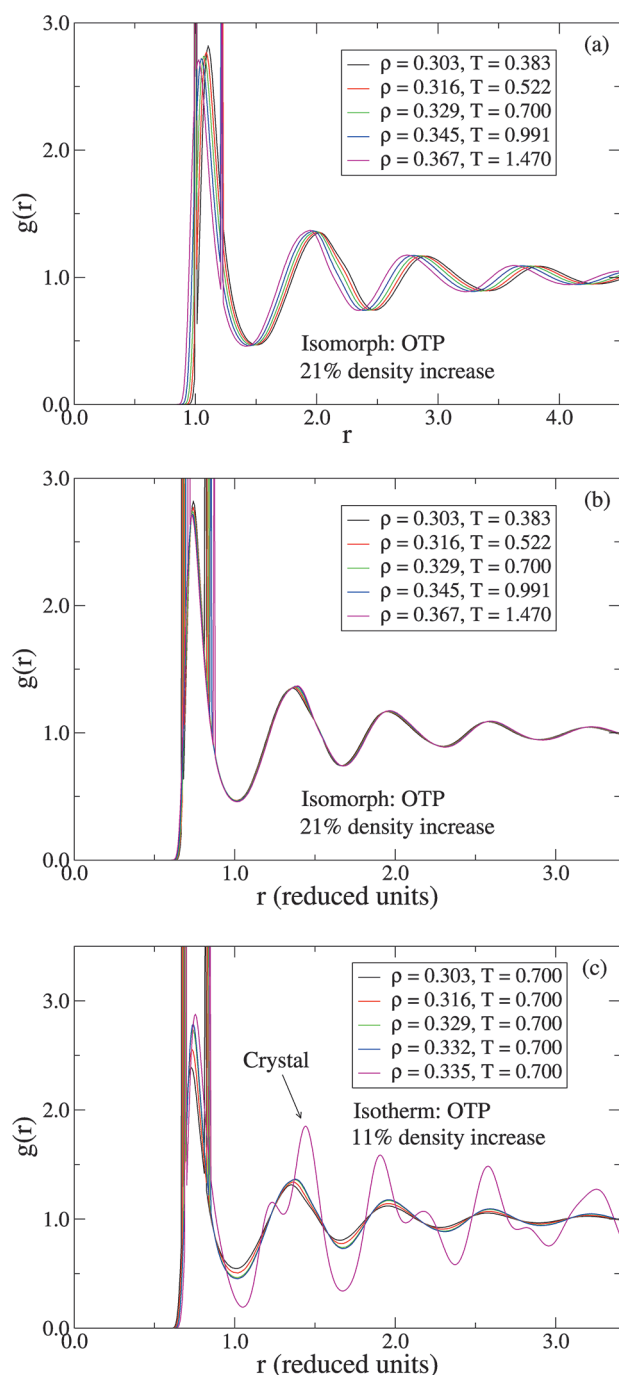 3.0
(a)
ρ = 0.303, T = 0.383
ρ = 0.316, T = 0.522
ρ = 0.329, T = 0.700
ρ = 0.345, T = 0.991
ρ = 0.367, T = 1.470
2.0
g(r)
1.0
Isomorph: OTP
21% density increase
0.0
0.0 1.0 2.0 3.0 4.0
r
3.0
(b)
ρ = 0.303, T = 0.383
ρ = 0.316, T = 0.522
ρ = 0.329, T = 0.700
ρ = 0.345, T = 0.991
ρ = 0.367, T = 1.470
2.0
g(r)
1.0
Isomorph: OTP
21% density increase
0.0
0.0 1.0 2.0 3.0
r (reduced units)
(c)
ρ = 0.303, T = 0.700
ρ = 0.316, T = 0.700
ρ = 0.329, T = 0.700
ρ = 0.332, T = 0.700
ρ = 0.335, T = 0.700
3.0
Crystal
Isotherm: OTP
11% density increase
2.0
g(r)
1.0
0.0
0.0 1.0 2.0 3.0
r (reduced units)